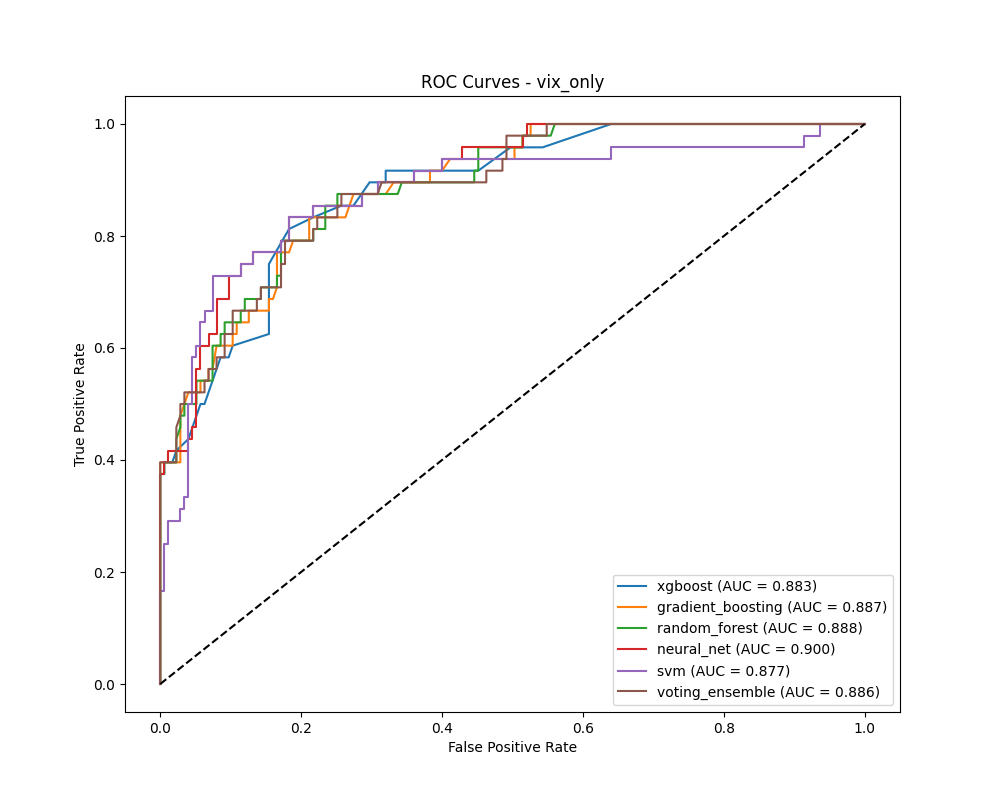 ROC Curves - vix_only
True Positive Rate
1.0
0.8
0.6
0.4
0.2
0.0
xgboost (AUC = 0.883)
gradient_boosting (AUC = 0.887)
random_forest (AUC = 0.888)
neural_net (AUC = 0.900)
svm (AUC = 0.877)
voting_ensemble (AUC = 0.886)
0.0 0.2 0.4 0.6 0.8 1.0
False Positive Rate